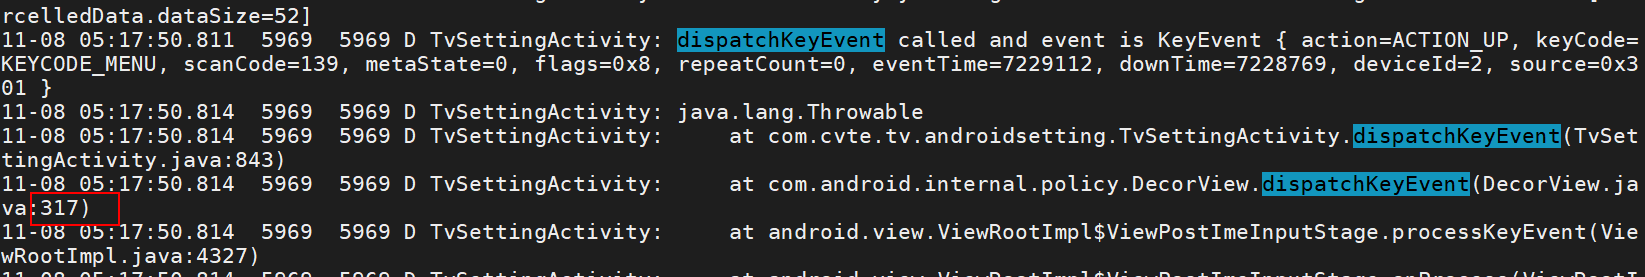 rcelledData.dataSize=52]
11-08 05:17:50.811  5969  5969 D TvSettingActivity: dispatchKeyEvent called and event is KeyEvent { action=ACTION_UP, keyCode=
KEYCODE_MENU, scanCode=139, metaState=0, flags=0x8, repeatCount=0, eventTime=7229112, downTime=7228769, deviceId=2, source=0x3
01 }
11-08 05:17:50.814  5969  5969 D TvSettingActivity: java.lang.Throwable
11-08 05:17:50.814  5969  5969 D TvSettingActivity:     at com.cvte.tv.androidsetting.TvSettingActivity.dispatchKeyEvent(TvSet
tingActivity.java:843)
11-08 05:17:50.814  5969  5969 D TvSettingActivity:     at com.android.internal.policy.DecorView.dispatchKeyEvent(DecorView.ja
va:317)
11-08 05:17:50.814  5969  5969 D TvSettingActivity:     at android.view.ViewRootImpl$ViewPostImeInputStage.processKeyEvent(Vie
wRootImpl.java:4327)